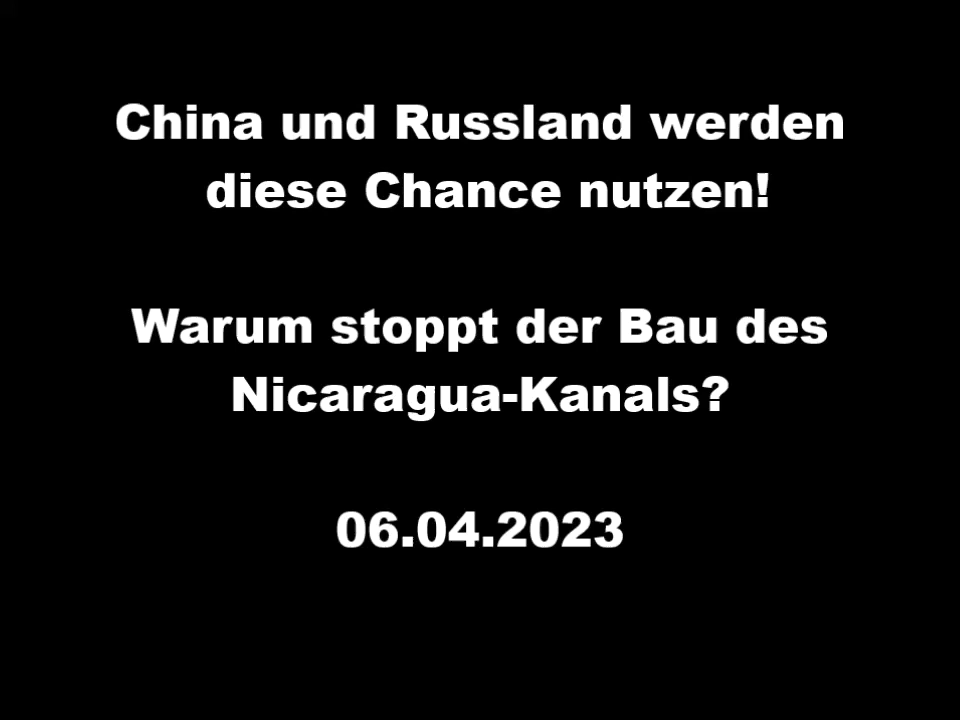 China und Russland werden
diese Chance nutzen!
Warum stoppt der Bau des
Nicaragua-Kanals?
06.04.2023